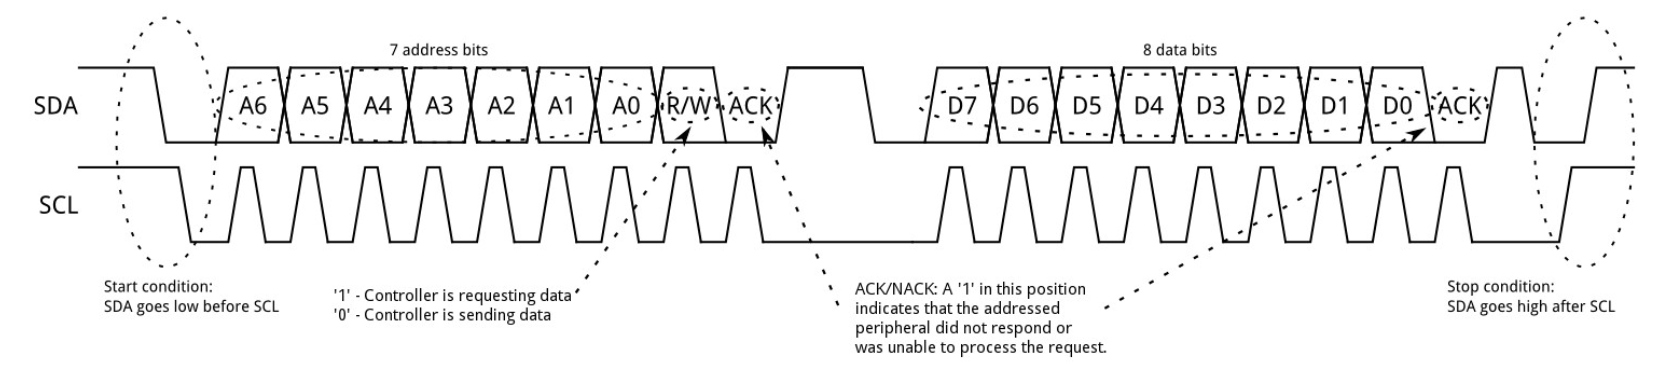 7 address bits
8 data bits
SDA
A6 A5 A4 A3 A2 A1 A0 R/W ACK
D7 D6 D5 D4 D3 D2 D1 D0 ACK
SCL
Start condition:
SDA goes low before SCL
'1' - Controller is requesting data
'0' - Controller is sending data
ACK/NACK: A '1' in this position
indicates that the addressed
peripheral did not respond or
was unable to process the request.
Stop condition:
SDA goes high after SCL